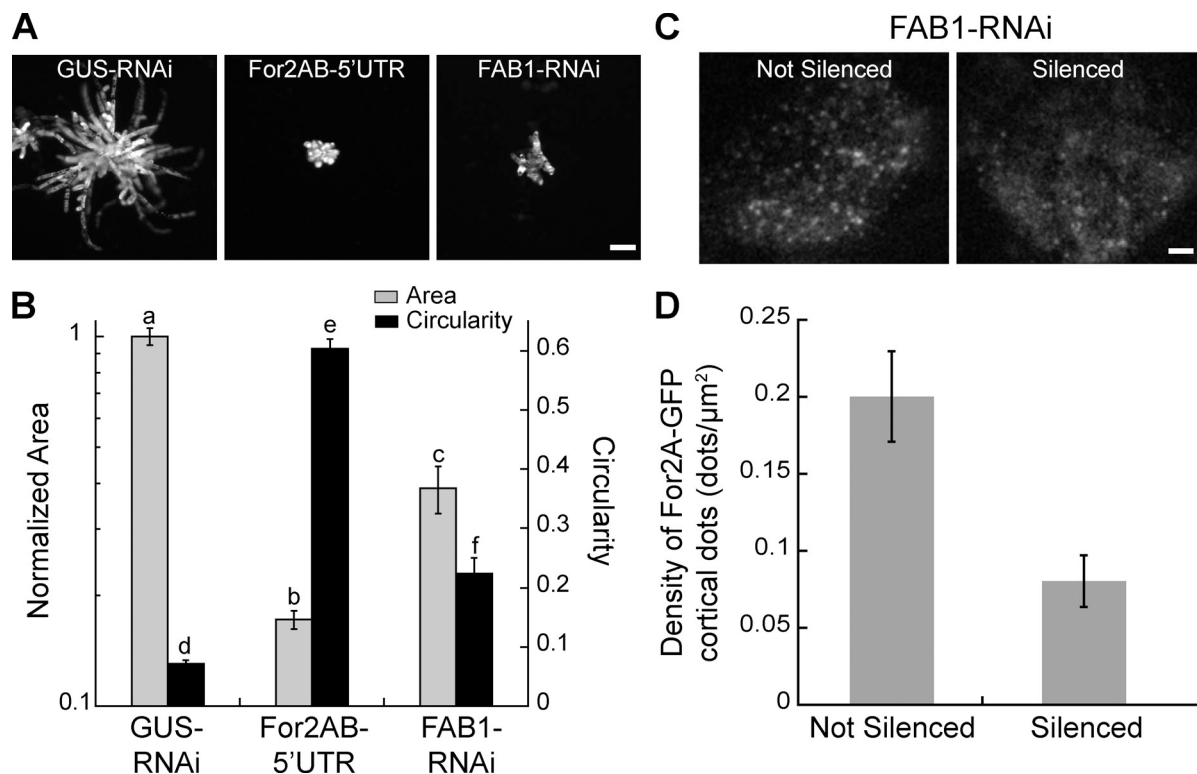 A
GUS-RNAi
For2AB-5'UTR
FAB1-RNAi
C
FAB1-RNAi
Not Silenced
Silenced
B
Area
Circularity
Normalized Area
1
0.1
a
d
b
e
c
f
0.6
0.5
0.4
0.3
0.2
0.1
0
Circularity
GUS-
RNAi
For2AB-
5'UTR
FAB1-
RNAi
D
Density of For2A-GFP
cortical dots (dots/μm²)
0.25
0.2
0.15
0.1
0.05
0
Not Silenced
Silenced